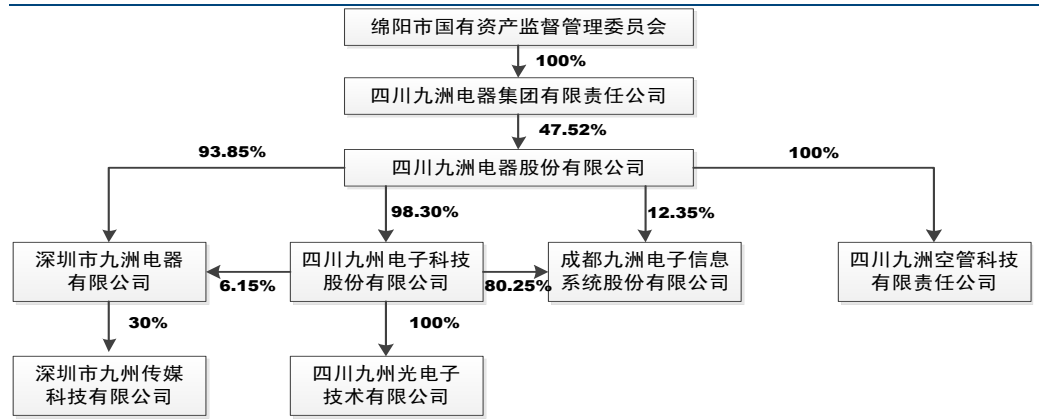 绵阳市国有资产监督管理委员会
100%
四川九洲电器集团有限责任公司
47.52%
93.85%
四川九洲电器股份有限公司
100%
98.30%
12.35%
深圳市九洲电器
有限公司
6.15%
四川九州电子科技
股份有限公司
80.25%
成都九洲电子信息
系统股份有限公司
四川九洲空管科技
有限责任公司
30%
100%
深圳市九州传媒
科技有限公司
四川九州光电子
技术有限公司